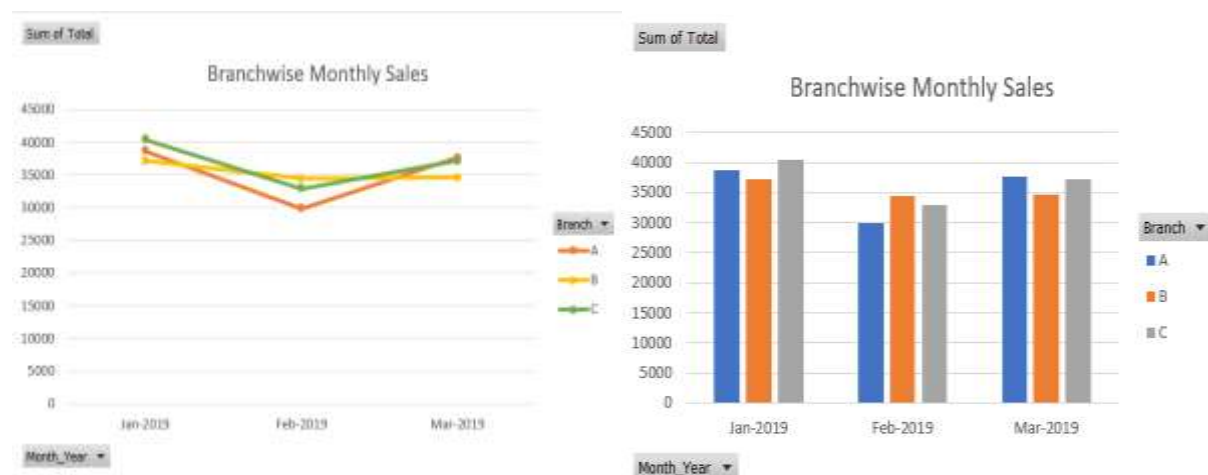 Sum of Total
Branchwise Monthly Sales
45000
40000
35000
30000
25000
20000
15000
10000
5000
0
Jan-2019 Feb-2019 Mar-2019
Branch
A
B
C
Month_Year
Sum of Total
Branchwise Monthly Sales
45000
40000
35000
30000
25000
20000
15000
10000
5000
0
Jan-2019 Feb-2019 Mar-2019
Branch
A
B
C
Month_Year